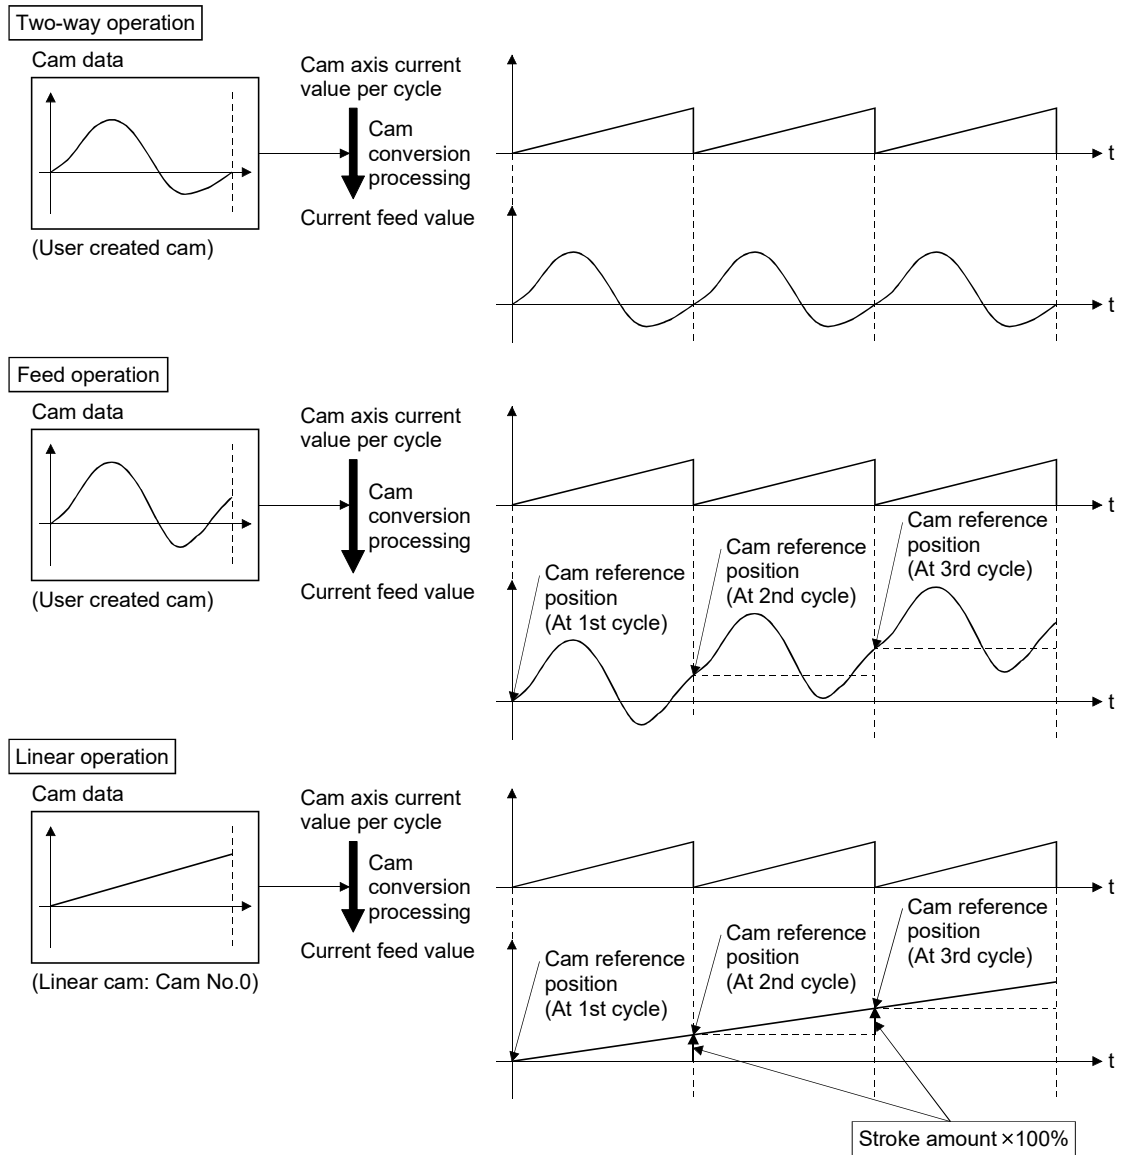 Two-way operation
Cam data
(User created cam)
Cam axis current
value per cycle
Cam
conversion
processing
Current feed value
t
t
Feed operation
Cam data
(User created cam)
Cam axis current
value per cycle
Cam
conversion
processing
Current feed value
t
Cam reference
position
(At 1st cycle)
Cam reference
position
(At 2nd cycle)
Cam reference
position
(At 3rd cycle)
t
Linear operation
Cam data
(Linear cam: Cam No.0)
Cam axis current
value per cycle
Cam
conversion
processing
Current feed value
t
Cam reference
position
(At 1st cycle)
Cam reference
position
(At 2nd cycle)
Cam reference
position
(At 3rd cycle)
t
Stroke amount ×100%